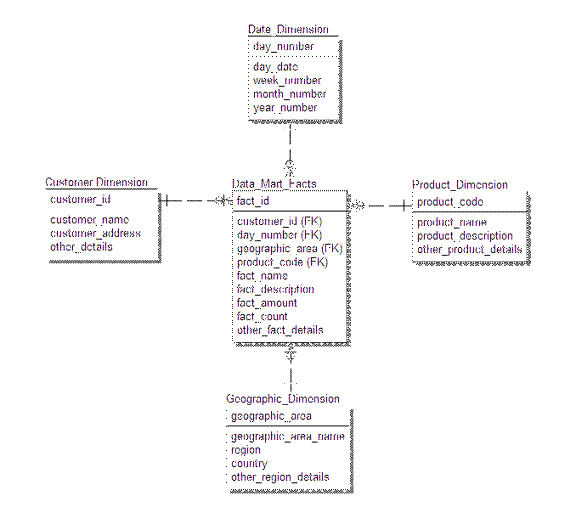 Date_Dimension
day_number
day_date
week_number
month_number
year_number
Customer Dimension
customer_id
customer_name
customer_address
other_details
Data_Mart_Facts
fact_id
customer_id (FK)
day_number (FK)
geographic_area (FK)
product_code (FK)
fact_name
fact_description
fact_amount
fact_count
other_fact_details
Product_Dimension
product_code
product_name
product_description
other_product_details
Geographic_Dimension
geographic_area
geographic_area_name
region
country
other_region_details